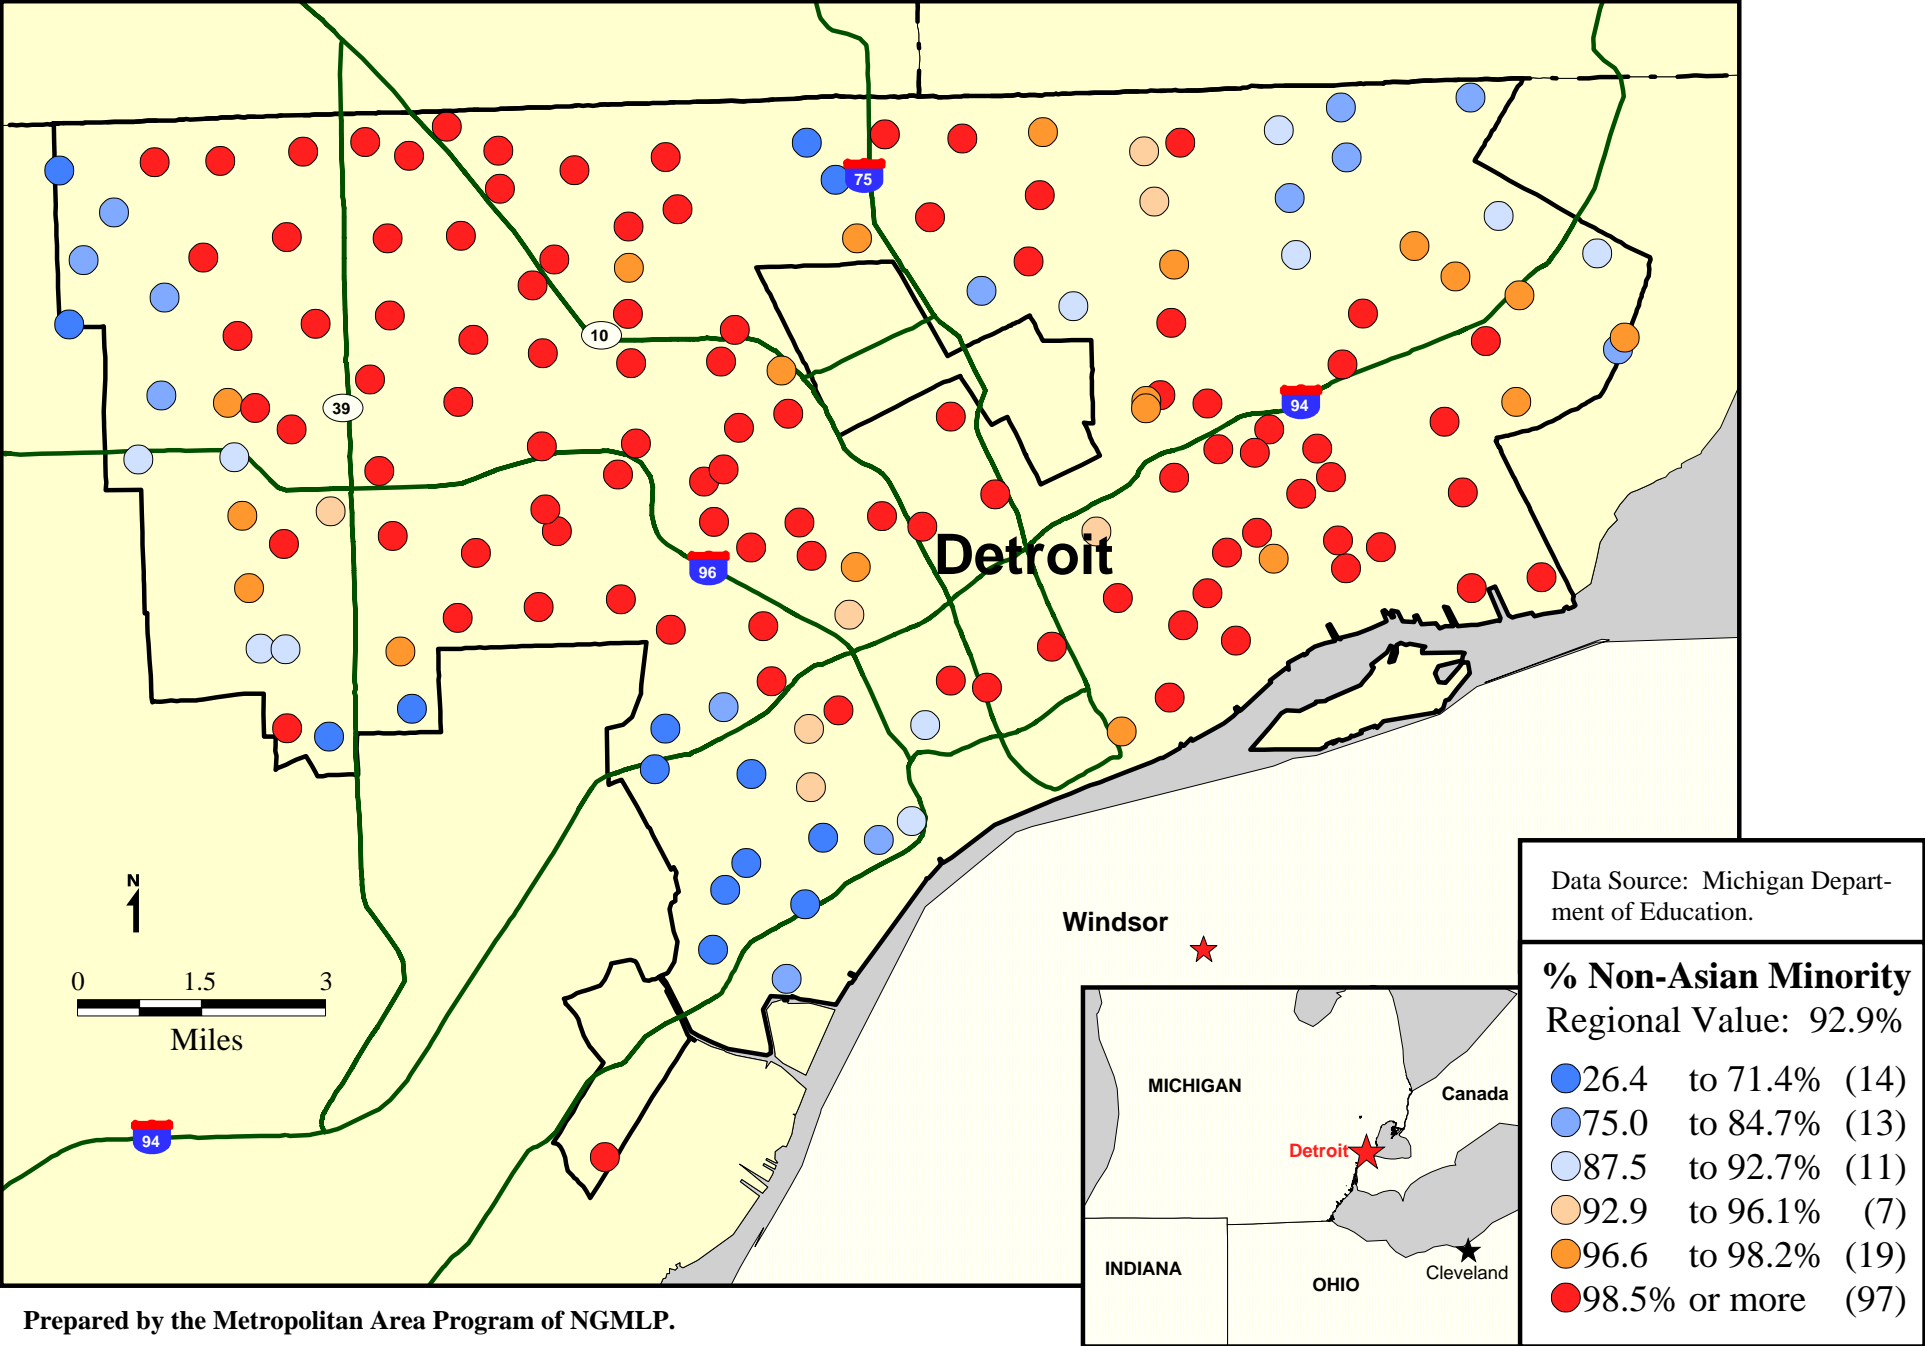 75
10
39
94
96
Detroit
N
0 1.5 3
Miles
94
Windsor
Data Source: Michigan Depart-
ment of Education.
% Non-Asian Minority
Regional Value: 92.9%
26.4 to 71.4% (14)
75.0 to 84.7% (13)
87.5 to 92.7% (11)
92.9 to 96.1% (7)
96.6 to 98.2% (19)
98.5% or more (97)
MICHIGAN
Canada
Detroit
INDIANA
OHIO
Cleveland
Prepared by the Metropolitan Area Program of NGMLP.